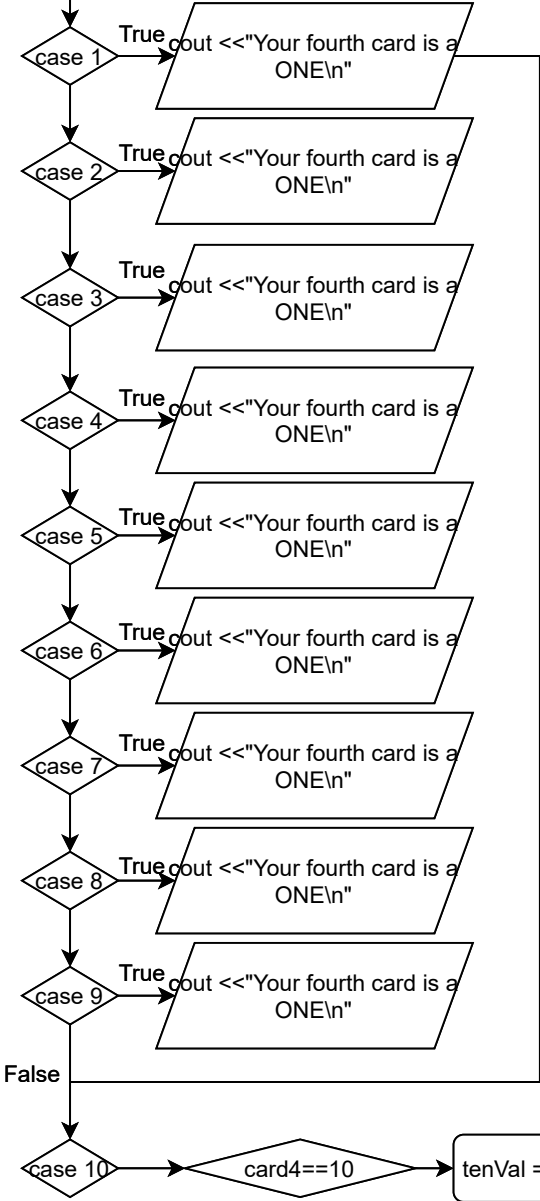 True
case 1
cout <<"Your fourth card is a
ONE\n"
True
case 2
cout <<"Your fourth card is a
ONE\n"
True
case 3
cout <<"Your fourth card is a
ONE\n"
True
case 4
cout <<"Your fourth card is a
ONE\n"
True
case 5
cout <<"Your fourth card is a
ONE\n"
True
case 6
cout <<"Your fourth card is a
ONE\n"
True
case 7
cout <<"Your fourth card is a
ONE\n"
True
case 8
cout <<"Your fourth card is a
ONE\n"
True
case 9
cout <<"Your fourth card is a
ONE\n"
False
case 10
card4==10
tenVal =